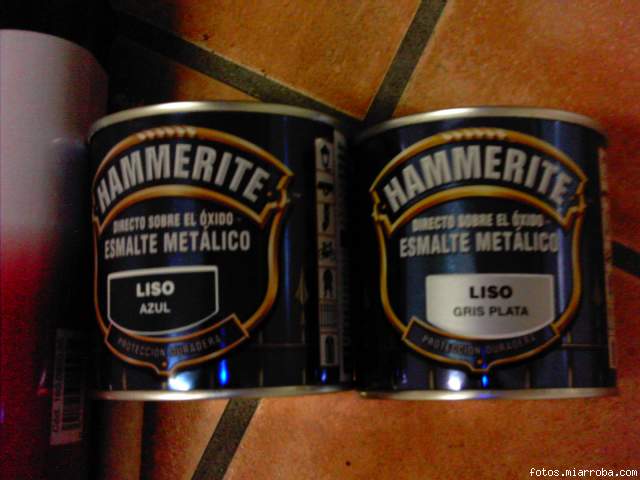 HAMMERITE
DIRECTO SOBRE EL ÓXIDO
ESMALTE METÁLICO
LISO
AZUL
PROTECCIÓN DURADERA
HAMMERITE
DIRECTO SOBRE EL ÓXIDO
ESMALTE METÁLICO
LISO
GRIS PLATA
PROTECCIÓN DURADERA
fotos.miarroba.com